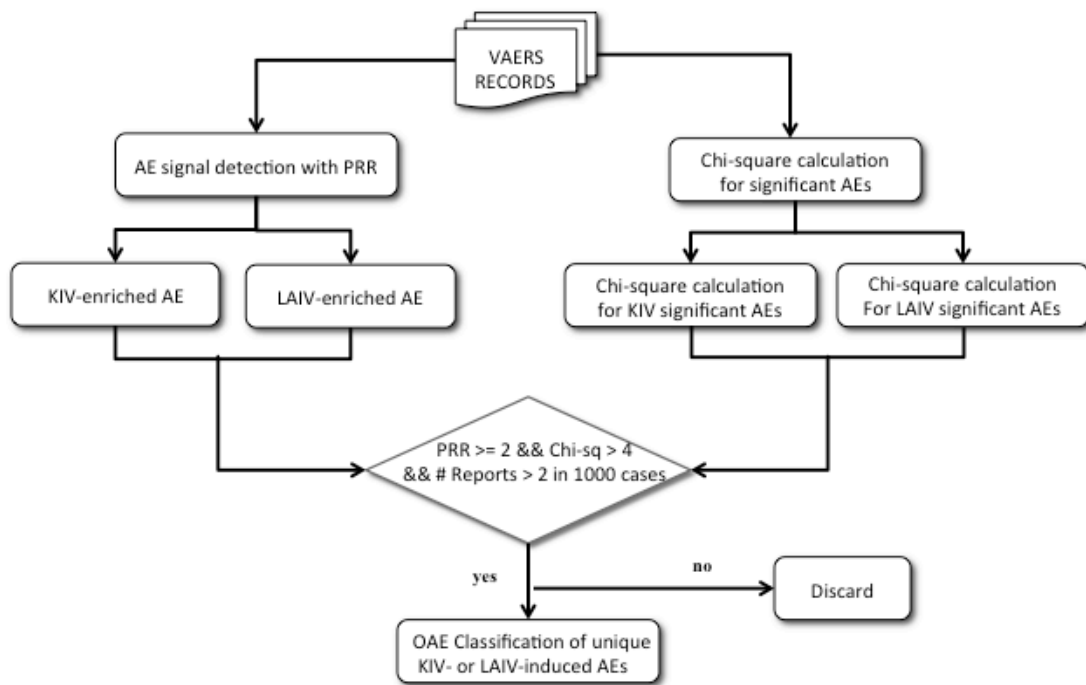 VAERS
RECORDS
AE signal detection with PRR
Chi-square calculation
for significant AEs
KIV-enriched AE
LAIV-enriched AE
Chi-square calculation
for KIV significant AEs
Chi-square calculation
For LAIV significant AEs
PRR >= 2 && Chi-sq > 4
&& # Reports > 2 in 1000 cases
yes
no
Discard
OAE Classification of unique
KIV- or LAIV-induced AEs